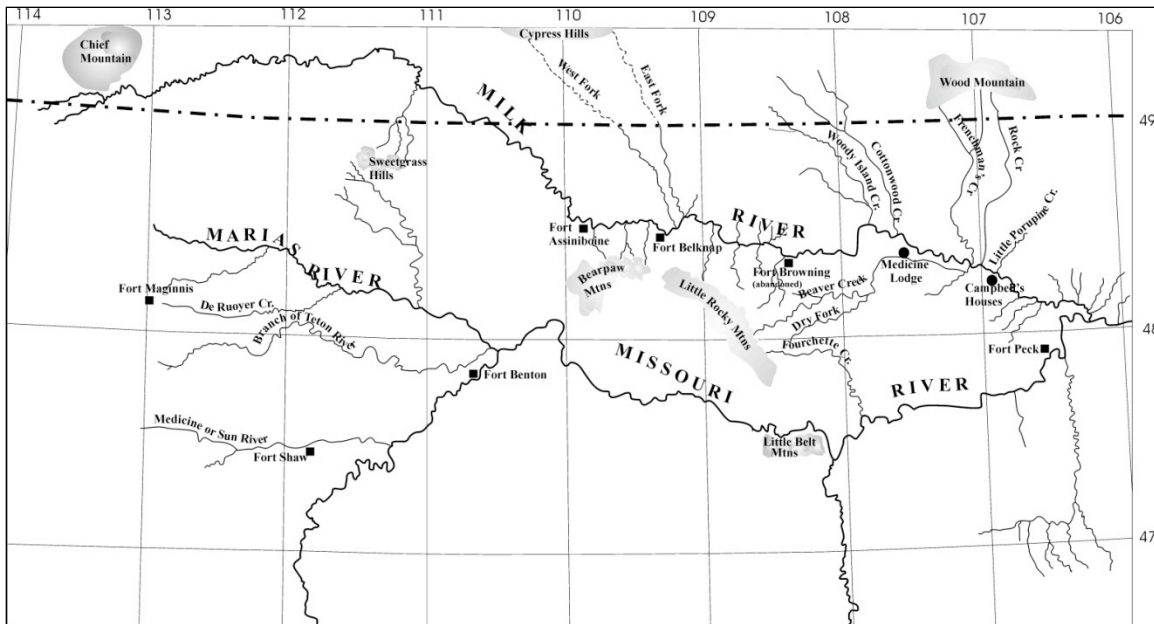 114
113
112
111
110
109
108
107
106
Chief
Mountain
Cypress Hills
West Fork
East Fork
Wood Mountain
MILK
49
Sweetgrass
Hills
Woody Island Cr.
Cottonwood Cr.
Frenchman's Cr
Rock Cr
Little Porupine Cr.
MARIAS
RIVER
Fort
Assiniboine
Fort Belknap
RIVER
Fort Browning
(abandoned)
Medicine
Lodge
Campbell's
Houses
Bearpaw
Mtns
Little Rocky Mtns
Beaver Creek
Dry Fork
Fourchette Cr.
Fort Maginnis
De Ruoyer Cr.
Branch of Teton River
48
Fort Peck
Fort Benton
MISSOURI
RIVER
Medicine or Sun River
Fort Shaw
Little Belt
Mtns
47